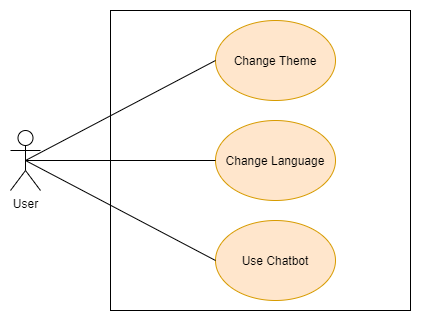 Change Theme
Change Language
User
Use Chatbot